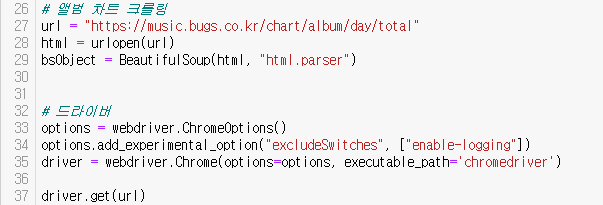 26 # 앨범 차트 크롤링
27 url = "https://music.bugs.co.kr/chart/album/day/total"
28 html = urlopen(url)
29 bsObject = BeautifulSoup(html, "html.parser")
30
31
32 # 드라이버
33 options = webdriver.ChromeOptions()
34 options.add_experimental_option("excludeSwitches", ["enable-logging"])
35 driver = webdriver.Chrome(options=options, executable_path='chromedriver')
36
37 driver.get(url)